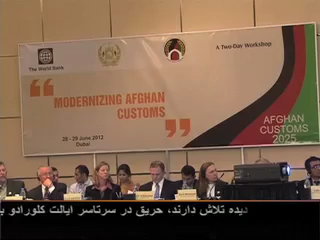 The World Bank
A Two-Day Workshop
“ MODERNIZING AFGHAN
CUSTOMS ”
28 - 29 June 2012
Dubai
AFGHAN
CUSTOMS
2025
دیده تلاش دارند، حریق در سرتاسر ایالت کلورادو ب